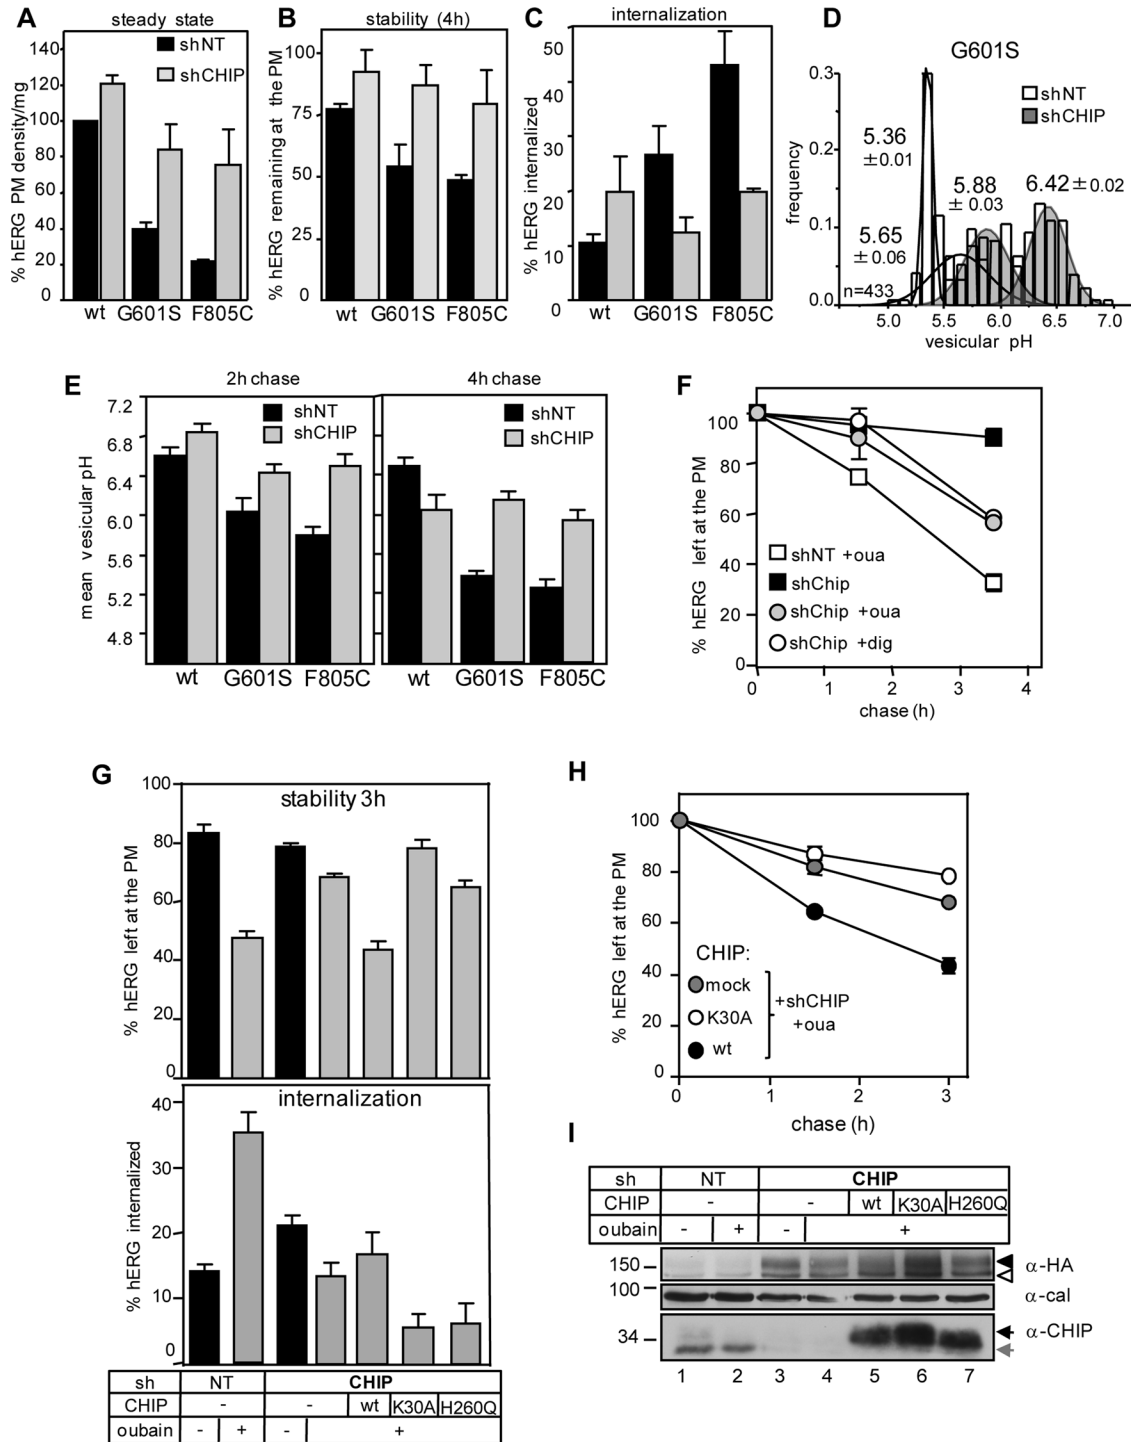 A
steady state
% hERG PM density/mg
140
120
100
80
60
40
20
0
shNT
shCHIP
wt G601S F805C
B
stability (4h)
% hERG remaining at the PM
100
75
50
25
0
wt G601S F805C
C
internalization
% hERG internalized
50
40
30
20
10
0
wt G601S F805C
D
G601S
shNT
shCHIP
frequency
0.3
0.2
0.1
0.0
5.36
±0.01
5.88
± 0.03
6.42 ± 0.02
5.65
± 0.06
n=433
5.0 5.5 6.0 6.5 7.0
vesicular pH
E
2h chase
4h chase
mean vesicular pH
7.2
6.8
6.4
6.0
5.6
5.2
4.8
shNT
shCHIP
shNT
shCHIP
wt G601S F805C
wt G601S F805C
F
% hERG left at the PM
100
80
60
40
20
0
shNT +oua
shChip
shChip +oua
shChip +dig
0 1 2 3 4
chase (h)
G
stability 3h
% hERG left at the PM
100
80
60
40
20
0
internalization
% hERG internalized
40
30
20
10
0
sh NT CHIP
CHIP - - wt K30A H260Q
oubain - + - +
H
% hERG left at the PM
100
80
60
40
20
0
CHIP:
mock
K30A
wt
+shCHIP
+oua
0 1 2 3
chase (h)
I
sh NT CHIP
CHIP - - wt K30A H260Q
oubain - + - +
150
α-HA
100
α-cal
34
α-CHIP
1 2 3 4 5 6 7